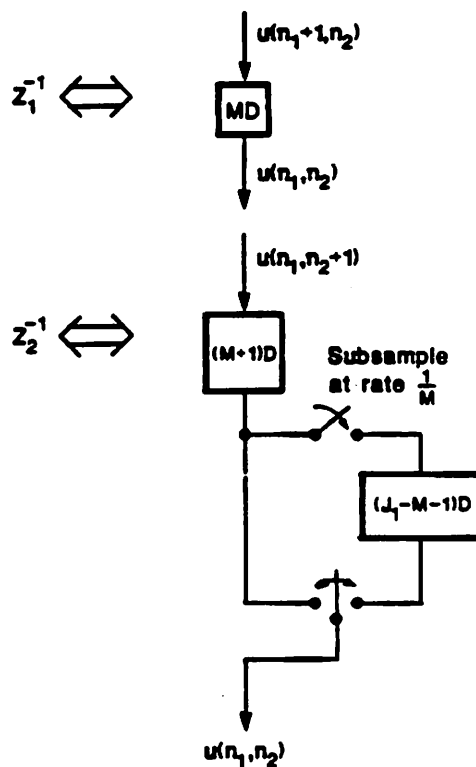 u(n₁+1,n₂)
Z₁⁻¹
MD
u(n₁,n₂)
u(n₁,n₂+1)
Z₂⁻¹
(M+1)D
Subsample
at rate 1/M
(J₁-M-1)D
u(n₁,n₂)